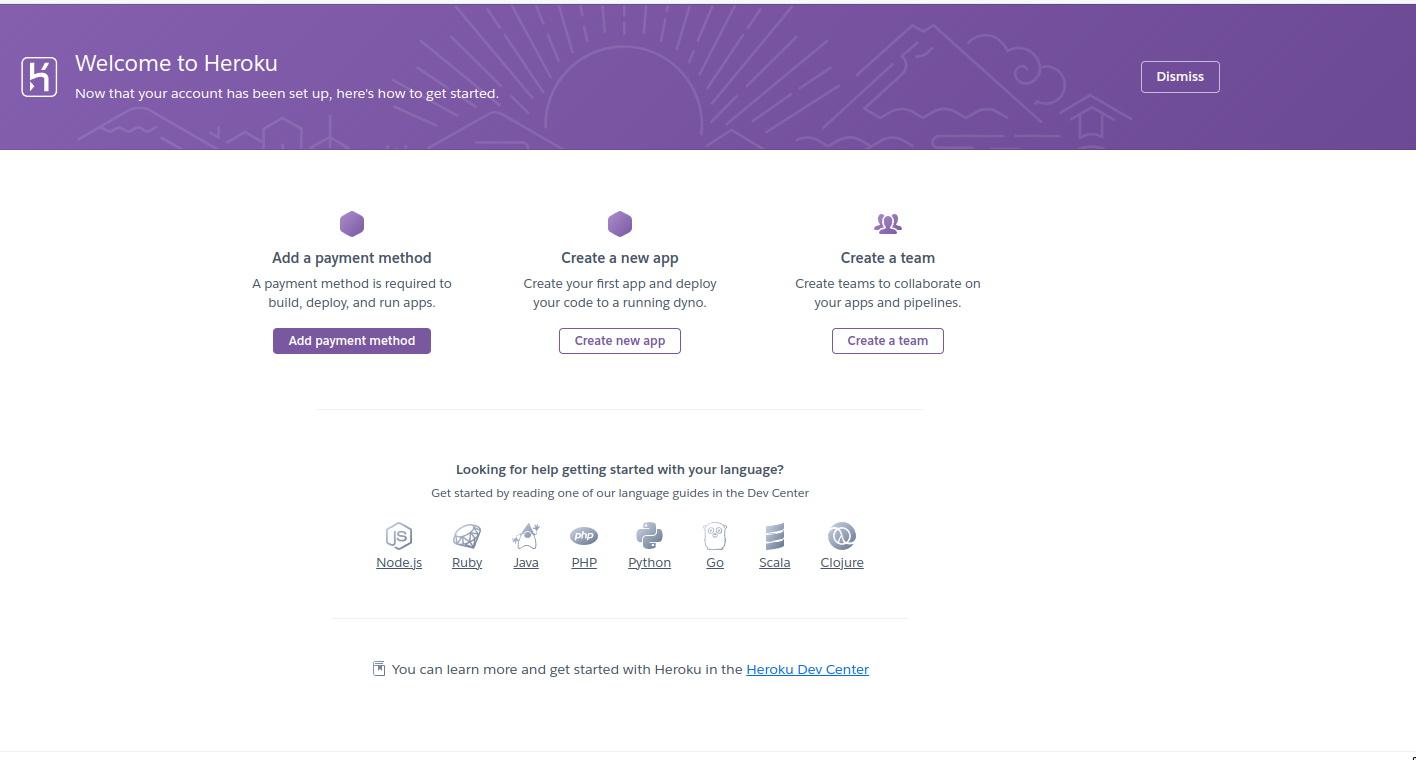 Welcome to Heroku
Now that your account has been set up, here's how to get started.
Dismiss
Add a payment method
A payment method is required to
build, deploy, and run apps.
Add payment method
Create a new app
Create your first app and deploy
your code to a running dyno.
Create new app
Create a team
Create teams to collaborate on
your apps and pipelines.
Create a team
Looking for help getting started with your language?
Get started by reading one of our language guides in the Dev Center
JS
php
Node.js Ruby Java PHP Python Go Scala Clojure
You can learn more and get started with Heroku in the Heroku Dev Center